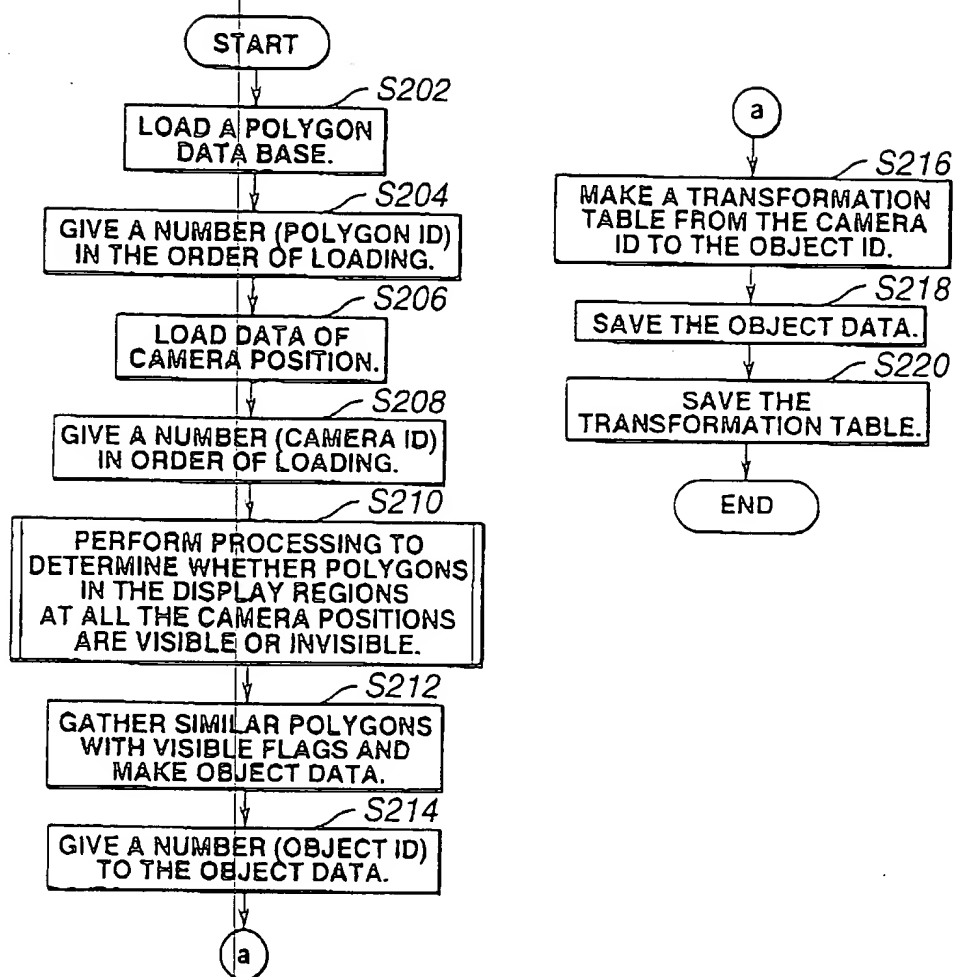 START
S202
LOAD A POLYGON
DATA BASE.
S204
GIVE A NUMBER (POLYGON ID)
IN THE ORDER OF LOADING.
S206
LOAD DATA OF
CAMERA POSITION.
S208
GIVE A NUMBER (CAMERA ID)
IN ORDER OF LOADING.
S210
PERFORM PROCESSING TO
DETERMINE WHETHER POLYGONS
IN THE DISPLAY REGIONS
AT ALL THE CAMERA POSITIONS
ARE VISIBLE OR INVISIBLE.
S212
GATHER SIMILAR POLYGONS
WITH VISIBLE FLAGS AND
MAKE OBJECT DATA.
S214
GIVE A NUMBER (OBJECT ID)
TO THE OBJECT DATA.
a
a
S216
MAKE A TRANSFORMATION
TABLE FROM THE CAMERA
ID TO THE OBJECT ID.
S218
SAVE THE OBJECT DATA.
S220
SAVE THE
TRANSFORMATION TABLE.
END